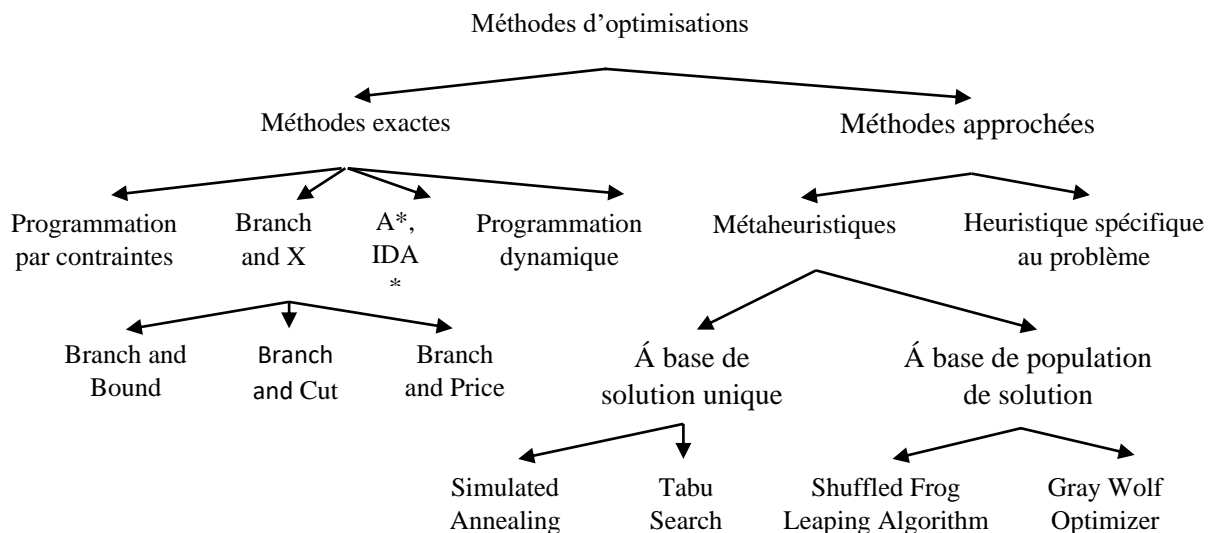 Méthodes d’optimisations
Méthodes exactes
Méthodes approchées
Programmation
par contraintes
Branch
and X
A*,
IDA
*
Programmation
dynamique
Métaheuristiques
Heuristique spécifique
au problème
Branch and
Bound
Branch
and Cut
Branch
and Price
Á base de
solution unique
Á base de population
de solution
Simulated
Annealing
Tabu
Search
Shuffled Frog
Leaping Algorithm
Gray Wolf
Optimizer